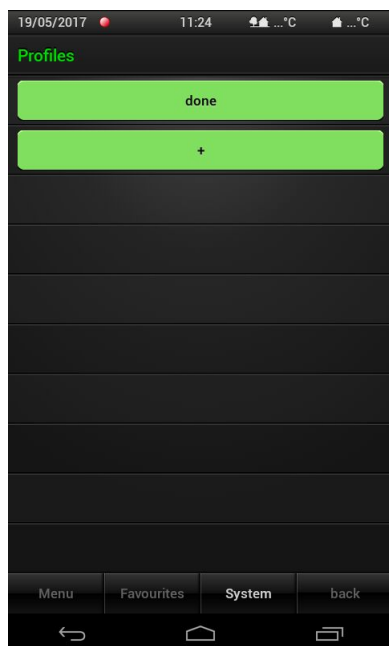 19/05/2017 11:24 ...°C ...°C
Profiles
done
+
Menu Favourites System back